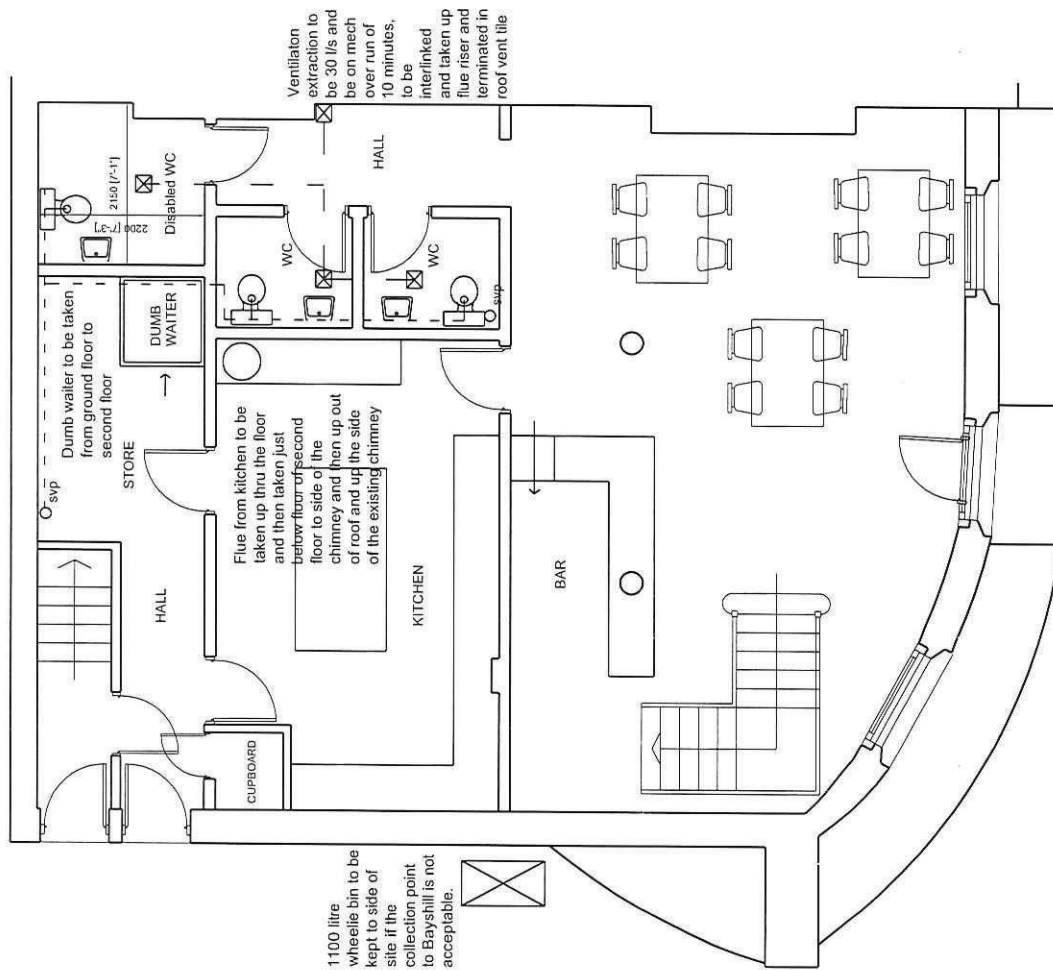 Ventilaton
extraction to
be 30 l/s and
be on mech
over run of
10 minutes,
to be
interlinked
and taken up
flue riser and
terminated in
roof vent tile
2150 [7'-1"]
2200 [7'-3"]
Disabled WC
HALL
WC
WC
svp
DUMB
WAITER
Dumb waiter to be taken
from ground floor to
second floor
STORE
svp
Flue from kitchen to be
taken up thru the floor
and then taken just
below floor of second
floor to side of the
chimney and then up out
of roof and up the side
of the existing chimney
KITCHEN
BAR
HALL
CUPBOARD
1100 litre
wheelie bin to be
kept to side of
site if the
collection point
to Bayshill is not
acceptable.